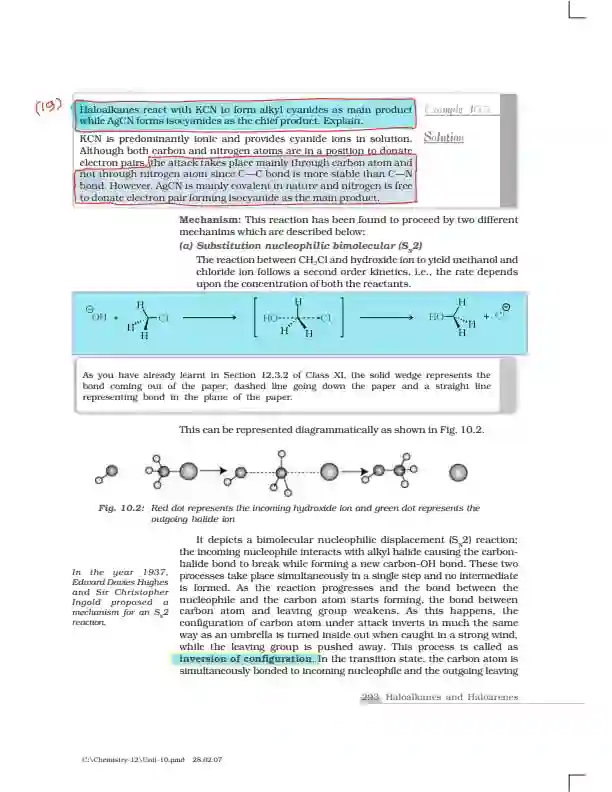 (19)
Haloalkanes react with KCN to form alkyl cyanides as main product
while AgCN forms isocyanides as the chief product. Explain.
Example 10.5
KCN is predominantly ionic and provides cyanide ions in solution.
Solution
Although both carbon and nitrogen atoms are in a position to donate
electron pairs, the attack takes place mainly through carbon atom and
not through nitrogen atom since C—C bond is more stable than C—N
bond. However, AgCN is mainly covalent in nature and nitrogen is free
to donate electron pair forming isocyanide as the main product.
Mechanism: This reaction has been found to proceed by two different
mechanims which are described below:
(a) Substitution nucleophilic bimolecular (SN2)
The reaction between CH3Cl and hydroxide ion to yield methanol and
chloride ion follows a second order kinetics, i.e., the rate depends
upon the concentration of both the reactants.
⊖OH + H H H Cl HO H H H Cl HO H H H + Cl⊖
As you have already learnt in Section 12.3.2 of Class XI, the solid wedge represents the
bond coming out of the paper, dashed line going down the paper and a straight line
representing bond in the plane of the paper.
This can be represented diagrammatically as shown in Fig. 10.2.
Fig. 10.2: Red dot represents the incoming hydroxide ion and green dot represents the
outgoing halide ion
In the year 1937,
Edward Davies Hughes
and Sir Christopher
Ingold proposed a
mechanism for an SN2
reaction.
It depicts a bimolecular nucleophilic displacement (SN2) reaction;
the incoming nucleophile interacts with alkyl halide causing the carbon-
halide bond to break while forming a new carbon-OH bond. These two
processes take place simultaneously in a single step and no intermediate
is formed. As the reaction progresses and the bond between the
nucleophile and the carbon atom starts forming, the bond between
carbon atom and leaving group weakens. As this happens, the
configuration of carbon atom under attack inverts in much the same
way as an umbrella is turned inside out when caught in a strong wind,
while the leaving group is pushed away. This process is called as
inversion of configuration. In the transition state, the carbon atom is
simultaneously bonded to incoming nucleophile and the outgoing leaving
293 Haloalkanes and Haloarenes
C:\Chemistry-12\Unit-10.pmd 28.02.07